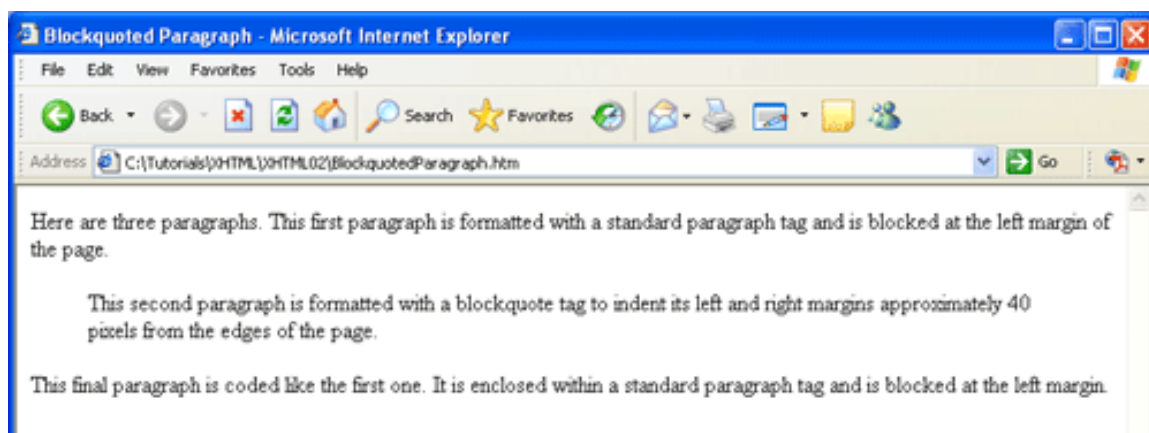 Blockquoted Paragraph - Microsoft Internet Explorer
File Edit View Favorites Tools Help
Back Search Favorites
Address C:\Tutorials\XHTML\XHTML02\BlockquotedParagraph.htm Go
Here are three paragraphs. This first paragraph is formatted with a standard paragraph tag and is blocked at the left margin of
the page.
This second paragraph is formatted with a blockquote tag to indent its left and right margins approximately 40
pixels from the edges of the page.
This final paragraph is coded like the first one. It is enclosed within a standard paragraph tag and is blocked at the left margin.